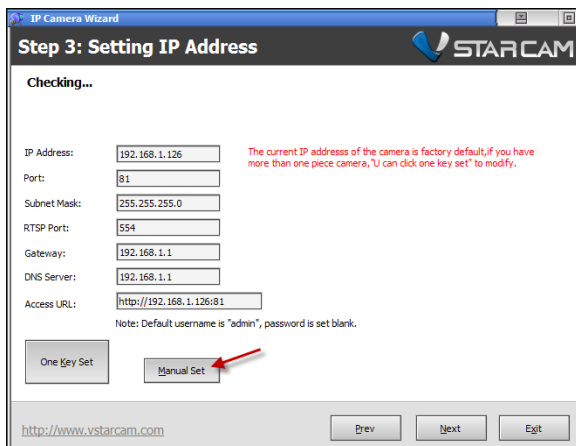 IP Camera Wizard
Step 3: Setting IP Address
VSTARCAM
Checking...
IP Address: 192.168.1.126
The current IP addresss of the camera is factory default,if you have
more than one piece camera,"U can click one key set" to modify.
Port: 81
Subnet Mask: 255.255.255.0
RTSP Port: 554
Gateway: 192.168.1.1
DNS Server: 192.168.1.1
Access URL: http://192.168.1.126:81
Note: Default username is "admin", password is set blank.
One Key Set
Manual Set
http://www.vstarcam.com
Prev
Next
Exit